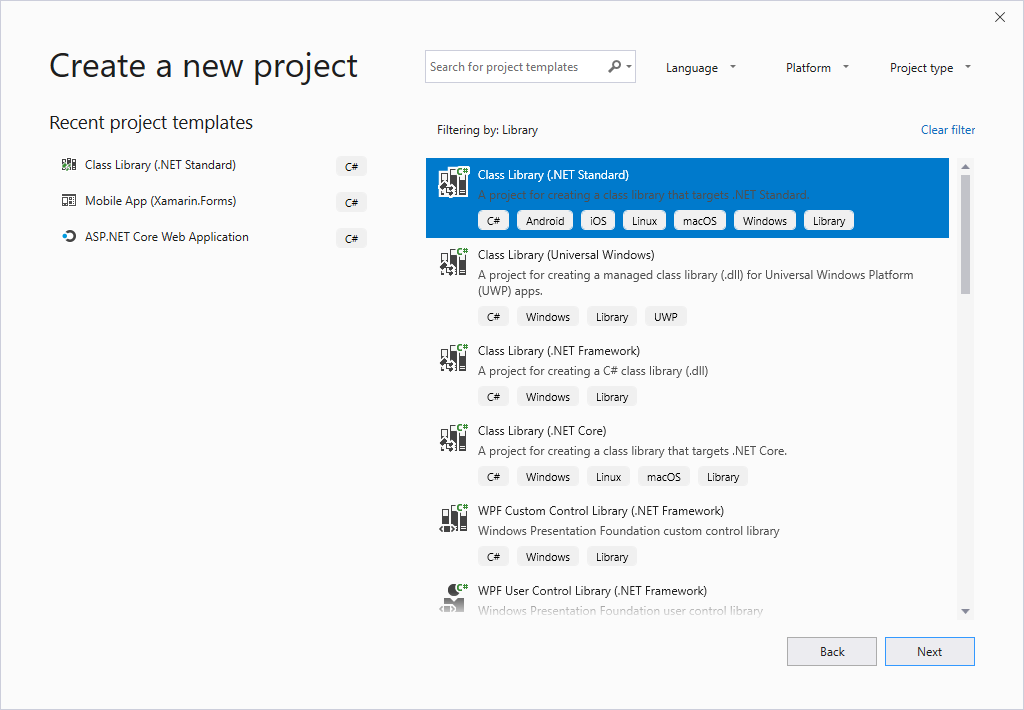 Create a new project
Search for project templates
Language
Platform
Project type
Recent project templates
Class Library (.NET Standard)
C#
Mobile App (Xamarin.Forms)
C#
ASP.NET Core Web Application
C#
Filtering by: Library
Clear filter
C#
Class Library (.NET Standard)
A project for creating a class library that targets .NET Standard.
C# Android iOS Linux macOS Windows Library
C#
Class Library (Universal Windows)
A project for creating a managed class library (.dll) for Universal Windows Platform
(UWP) apps.
C# Windows Library UWP
C#
Class Library (.NET Framework)
A project for creating a C# class library (.dll)
C# Windows Library
C#
Class Library (.NET Core)
A project for creating a class library that targets .NET Core.
C# Windows Linux macOS Library
C#
WPF Custom Control Library (.NET Framework)
Windows Presentation Foundation custom control library
C# Windows Library
C#
WPF User Control Library (.NET Framework)
Windows Presentation Foundation user control library
Back
Next